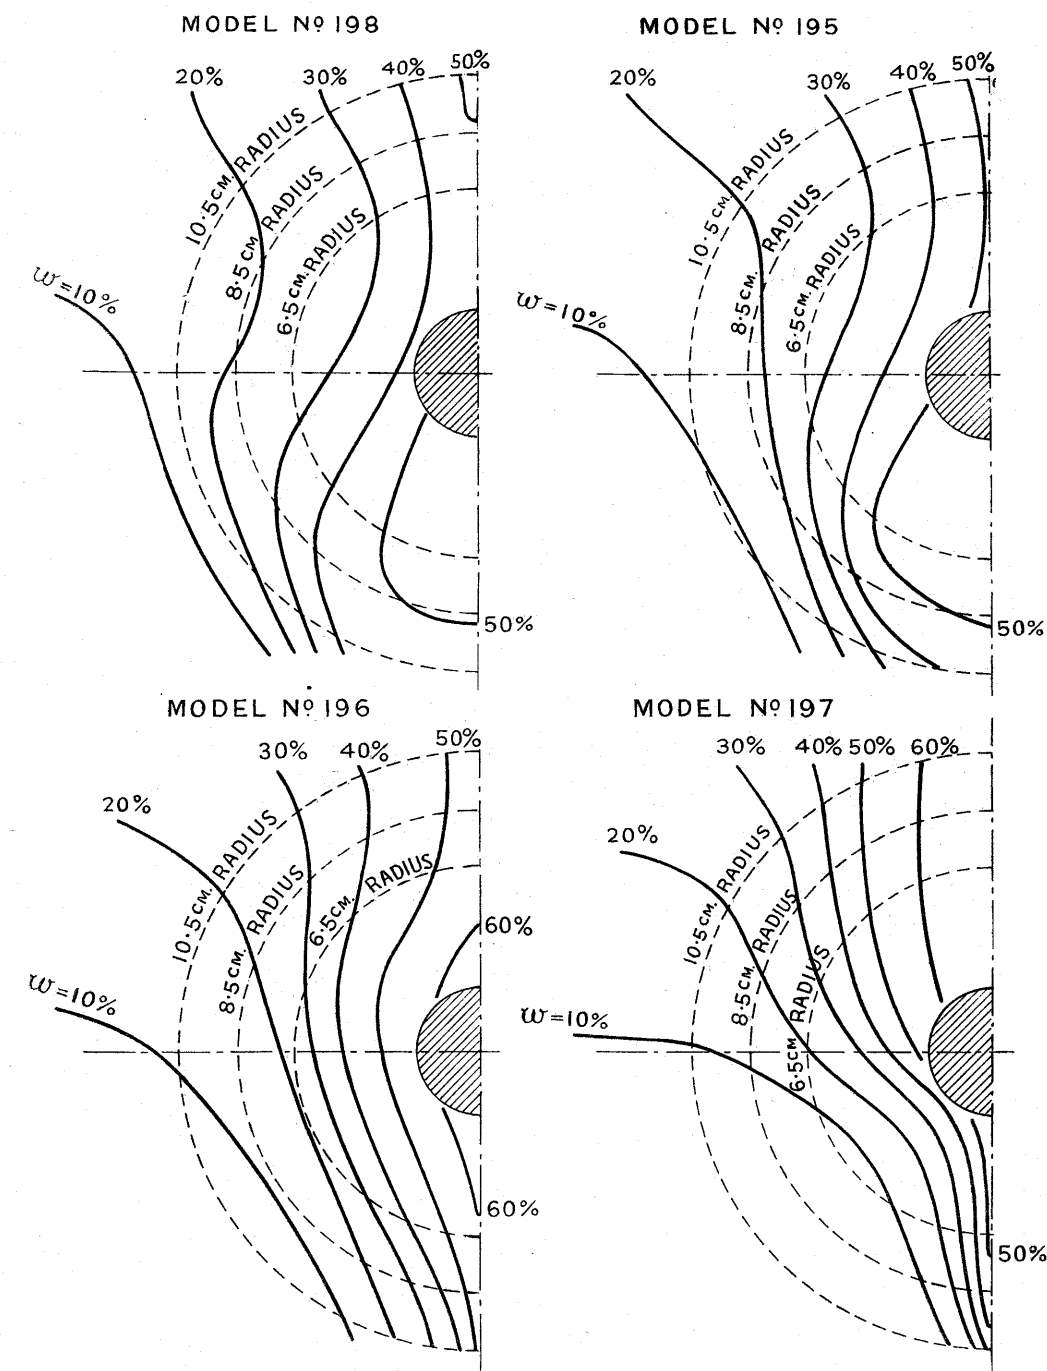 MODEL Nº 198
20% 30% 40% 50%
10·5CM. RADIUS
8·5CM. RADIUS
6·5CM. RADIUS
w=10%
50%
MODEL Nº 195
20% 30% 40% 50%
10·5CM. RADIUS
8·5CM. RADIUS
6·5CM. RADIUS
w=10%
50%
MODEL Nº 196
20% 30% 40% 50%
10·5CM. RADIUS
8·5CM. RADIUS
6·5CM. RADIUS
60%
w=10%
60%
MODEL Nº 197
20% 30% 40% 50% 60%
10·5CM. RADIUS
8·5CM. RADIUS
6·5CM RADIUS
w=10%
50%